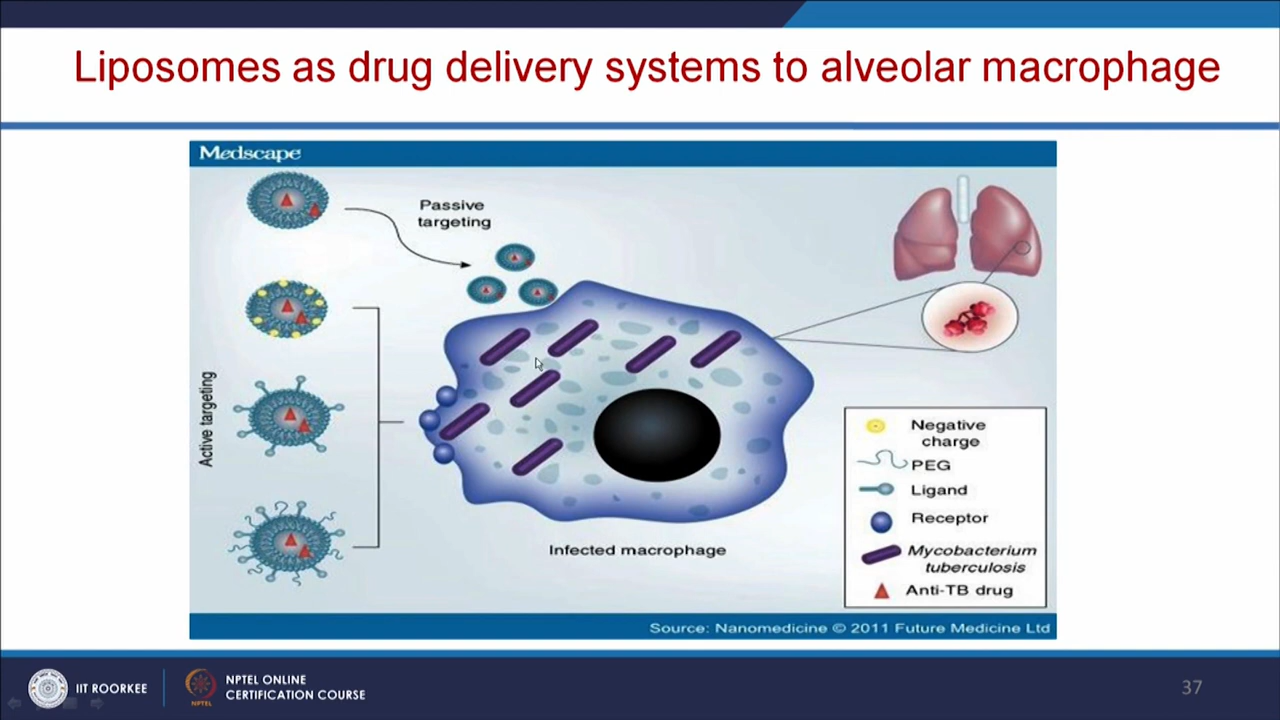 Liposomes as drug delivery systems to alveolar macrophage
Medscape
Passive
targeting
Active targeting
Infected macrophage
Negative
charge
PEG
Ligand
Receptor
Mycobacterium
tuberculosis
Anti-TB drug
Source: Nanomedicine © 2011 Future Medicine Ltd
IIT ROORKEE
NPTEL
NPTEL ONLINE
CERTIFICATION COURSE
37